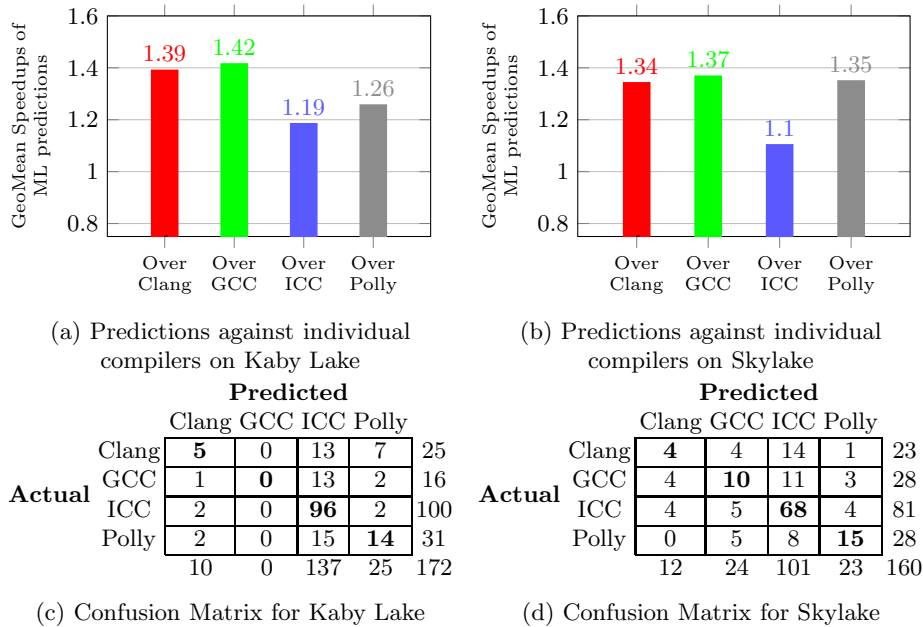 GeoMean Speedups of
ML predictions
1.6
1.4
1.2
1
0.8
1.39
1.42
1.19
1.26
Over
Clang
Over
GCC
Over
ICC
Over
Polly
(a) Predictions against individual
compilers on Kaby Lake
GeoMean Speedups of
ML predictions
1.6
1.4
1.2
1
0.8
1.34
1.37
1.1
1.35
Over
Clang
Over
GCC
Over
ICC
Over
Polly
(b) Predictions against individual
compilers on Skylake
Predicted
Clang GCC ICC Polly
Actual
Clang 5 0 13 7 25
GCC 1 0 13 2 16
ICC 2 0 96 2 100
Polly 2 0 15 14 31
10 0 137 25 172
(c) Confusion Matrix for Kaby Lake
Predicted
Clang GCC ICC Polly
Actual
Clang 4 4 14 1 23
GCC 4 10 11 3 28
ICC 4 5 68 4 81
Polly 0 5 8 15 28
12 24 101 23 160
(d) Confusion Matrix for Skylake